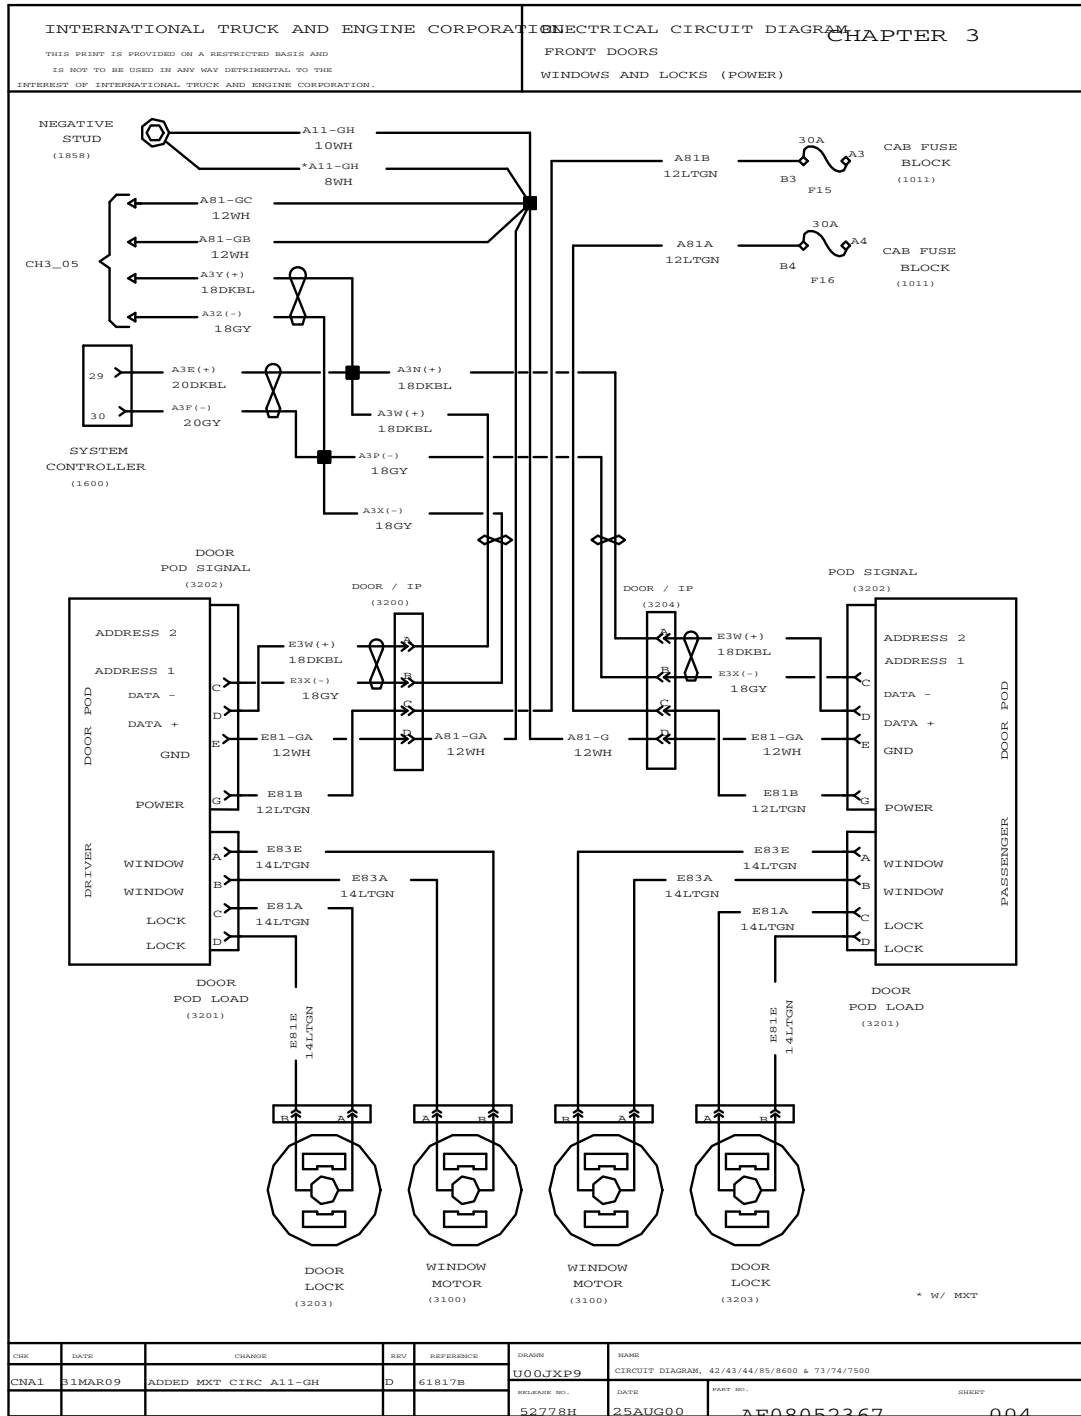 INTERNATIONAL TRUCK AND ENGINE CORPORATION
THIS PRINT IS PROVIDED ON A RESTRICTED BASIS AND
IS NOT TO BE USED IN ANY WAY DETRIMENTAL TO THE
INTEREST OF INTERNATIONAL TRUCK AND ENGINE CORPORATION.
ELECTRICAL CIRCUIT DIAGRAM
CHAPTER 3
FRONT DOORS
WINDOWS AND LOCKS (POWER)
NEGATIVE
STUD
(1858)
A11-GH
10WH
*A11-GH
8WH
A81-GC
12WH
A81-GB
12WH
CH3_05
A3Y(+)
18DKBL
A3Z(-)
18GY
A81B
12LTGN
30A
A3
B3
F15
CAB FUSE
BLOCK
(1011)
A81A
12LTGN
30A
A4
B4
F16
CAB FUSE
BLOCK
(1011)
29
30
SYSTEM
CONTROLLER
(1600)
A3E(+)
20DKBL
A3F(-)
20GY
A3N(+)
18DKBL
A3W(+)
18DKBL
A3P(-)
18GY
A3X(-)
18GY
DOOR
POD SIGNAL
(3202)
DOOR / IP
(3200)
DOOR / IP
(3204)
POD SIGNAL
(3202)
ADDRESS 2
ADDRESS 1
DATA -
DATA +
GND
POWER
DOOR POD
DRIVER
WINDOW
WINDOW
LOCK
LOCK
C
D
E
G
A
B
C
D
E3W(+)
18DKBL
E3X(-)
18GY
E81-GA
12WH
E81B
12LTGN
A
B
C
D
A81-GA
12WH
A81-G
12WH
A
B
C
D
E3W(+)
18DKBL
E3X(-)
18GY
E81-GA
12WH
E81B
12LTGN
C
D
E
G
A
B
C
D
ADDRESS 2
ADDRESS 1
DATA -
DATA +
GND
POWER
WINDOW
WINDOW
LOCK
LOCK
DOOR POD
PASSENGER
E83E
14LTGN
E83A
14LTGN
E81A
14LTGN
E83E
14LTGN
E83A
14LTGN
E81A
14LTGN
DOOR
POD LOAD
(3201)
E81E
14LTGN
E81E
14LTGN
DOOR
POD LOAD
(3201)
B A
A B
B A
A B
DOOR
LOCK
(3203)
WINDOW
MOTOR
(3100)
WINDOW
MOTOR
(3100)
DOOR
LOCK
(3203)
* W/ MXT
CHK DATE CHANGE REV REFERENCE
CNA1 31MAR09 ADDED MXT CIRC A11-GH D 61817B
DRAWN
U00JXP9
NAME
CIRCUIT DIAGRAM, 42/43/44/85/8600 & 73/74/7500
RELEASE NO.
52778H
DATE
25AUG00
PART NO.
AE08052367
SHEET
004